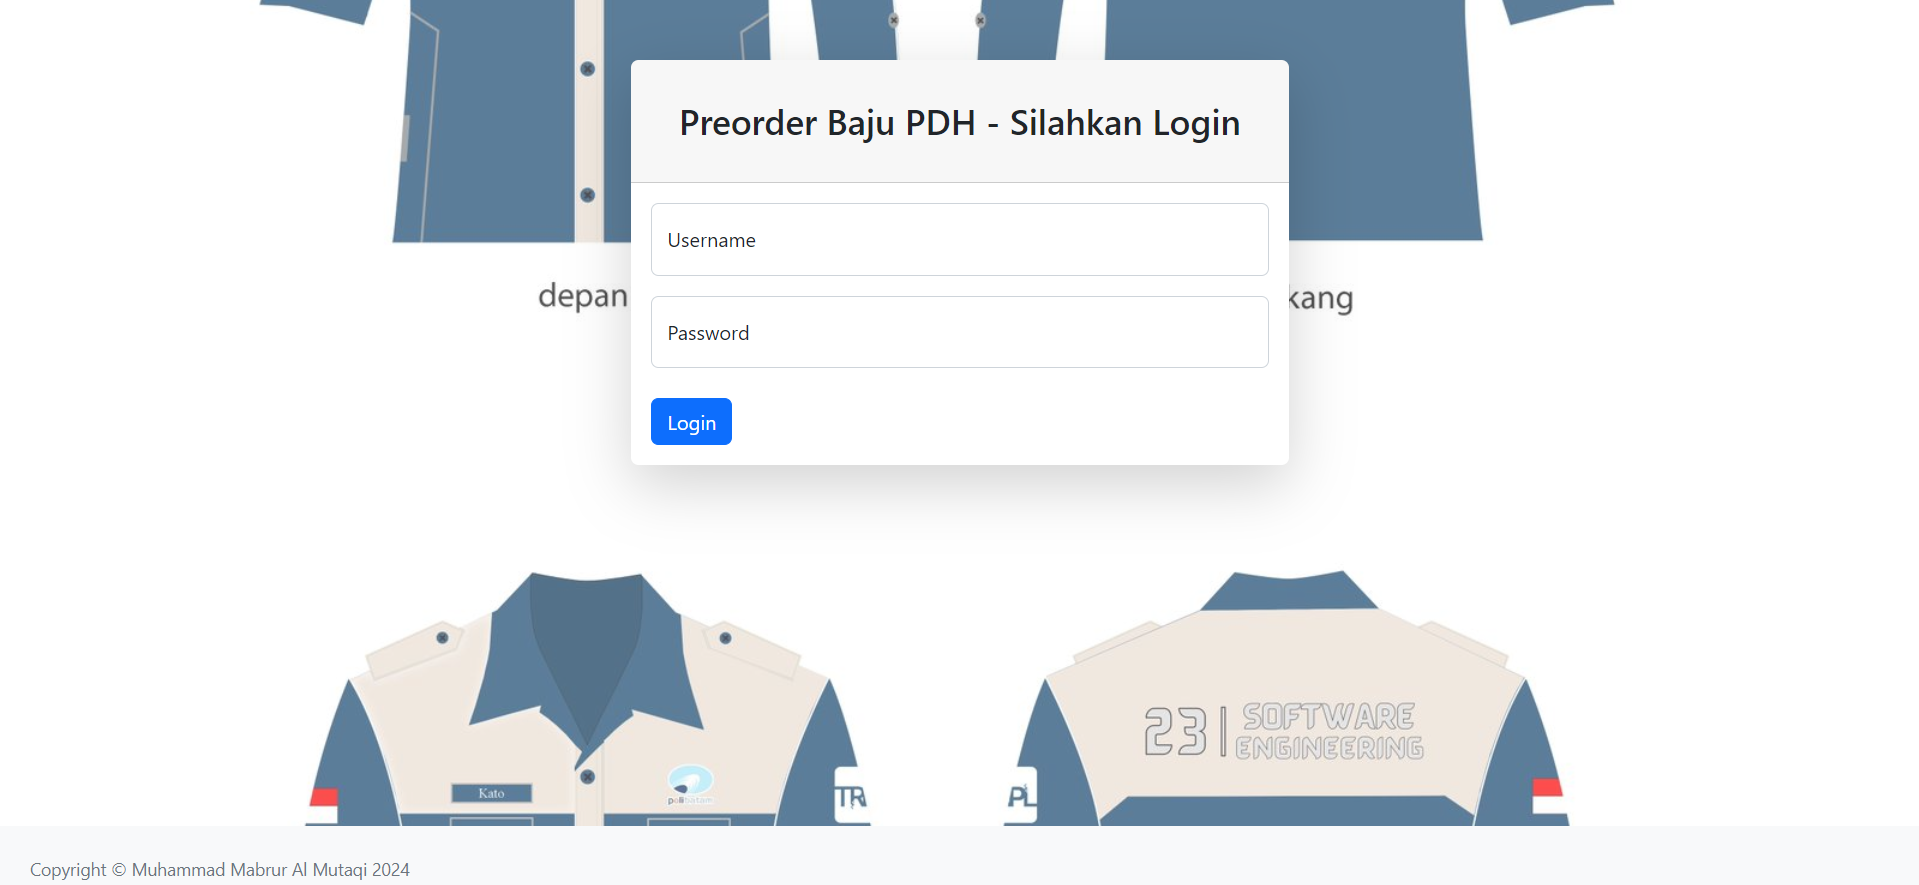 Preorder Baju PDH - Silahkan Login
Username
Password
Login
depan
kang
23 | SOFTWARE
ENGINEERING
Kato
polibatam
TR
PL
Copyright © Muhammad Mabrur Al Mutaqi 2024